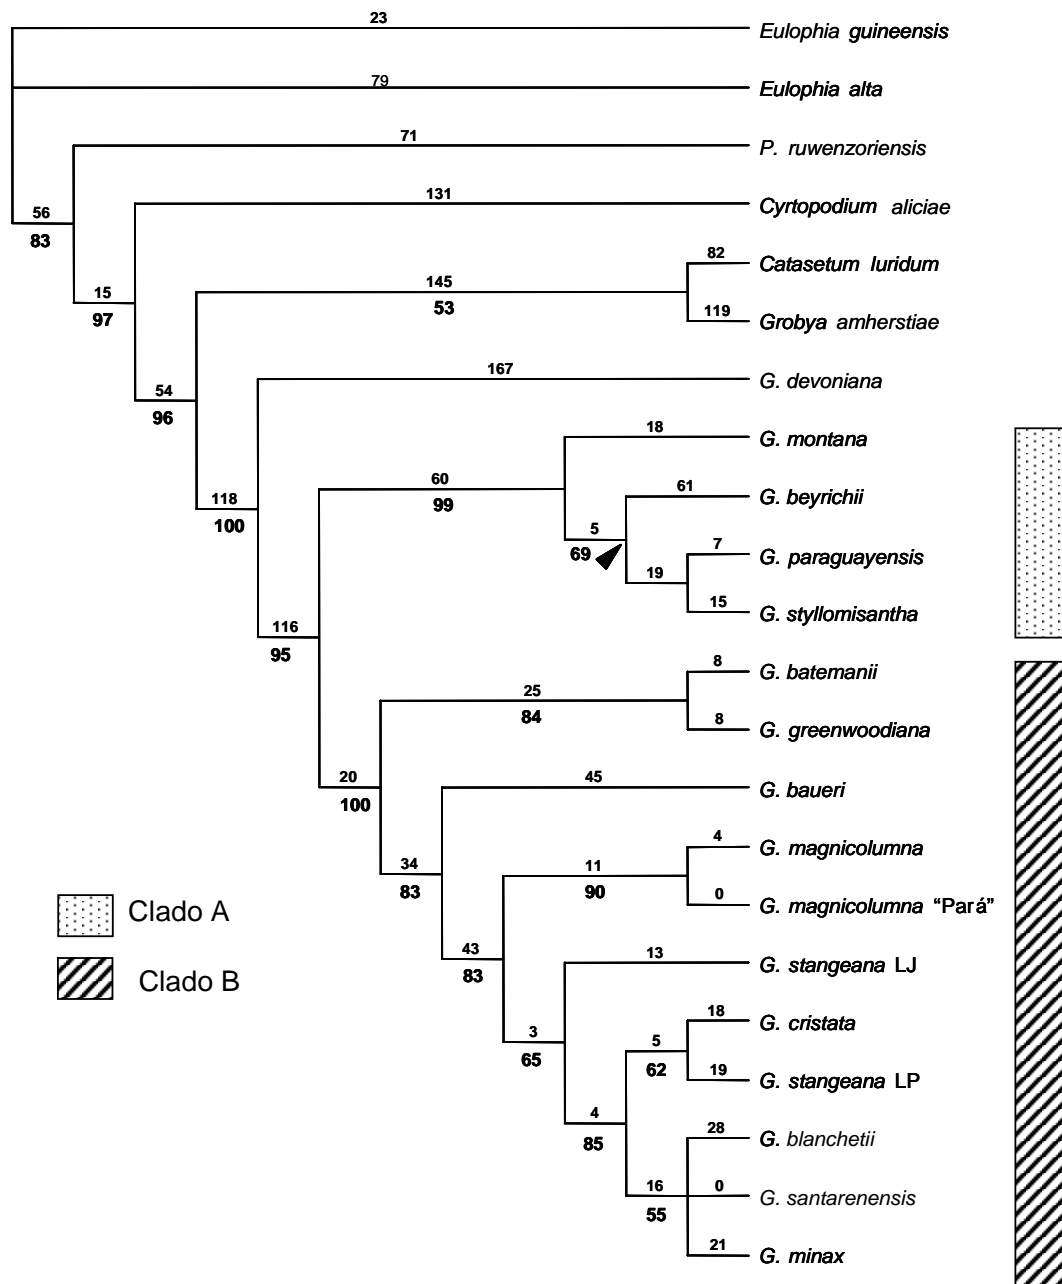 23
Eulophia guineensis
79
Eulophia alta
71
P. ruwenzoriensis
56
83
131
Cyrtopodium aliciae
15
97
82
Catasetum luridum
145
53
119
Grobya amherstiae
54
96
167
G. devoniana
118
100
18
G. montana
60
99
61
G. beyrichii
5
69
7
G. paraguayensis
19
15
G. styllomisantha
116
95
8
G. batemanii
25
84
8
G. greenwoodiana
20
100
45
G. baueri
34
83
4
G. magnicolumna
11
90
0
G. magnicolumna “Pará”
Clado A
Clado B
43
83
13
G. stangeana LJ
3
65
18
G. cristata
5
62
19
G. stangeana LP
4
85
28
G. blanchetii
16
55
0
G. santarenensis
21
G. minax